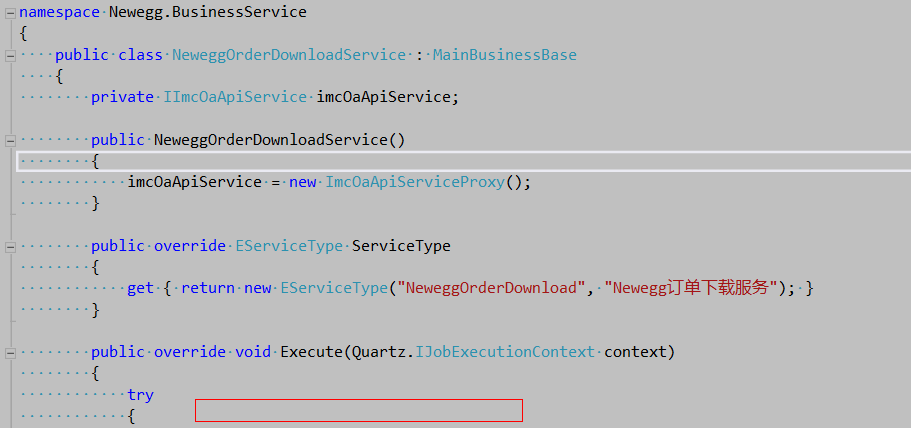 namespace Newegg.BusinessService
{
public class NeweggOrderDownloadService : MainBusinessBase
{
private IImcOaApiService imcOaApiService;
public NeweggOrderDownloadService()
{
imcOaApiService = new ImcOaApiServiceProxy();
}
public override EServiceType ServiceType
{
get { return new EServiceType("NeweggOrderDownload", "Newegg订单下载服务"); }
}
public override void Execute(Quartz.IJobExecutionContext context)
{
try
{